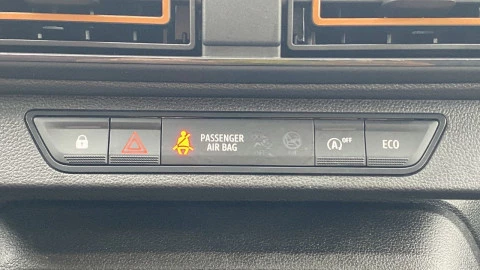 PASSENGER
AIR BAG
A OFF
ECO